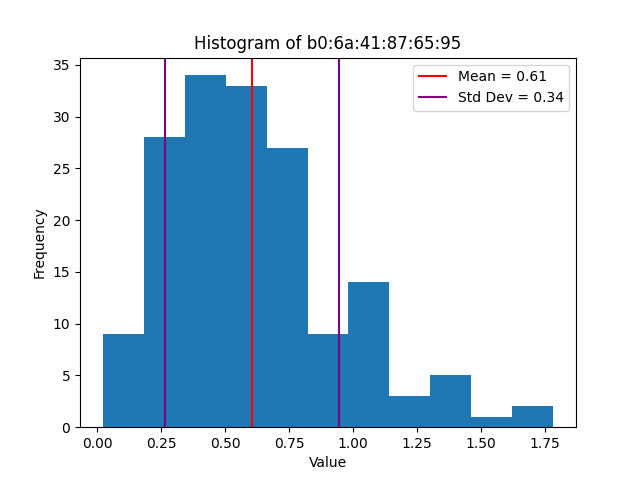 Histogram of b0:6a:41:87:65:95
Mean = 0.61
Std Dev = 0.34
Frequency
35
30
25
20
15
10
5
0
0.00 0.25 0.50 0.75 1.00 1.25 1.50 1.75
Value